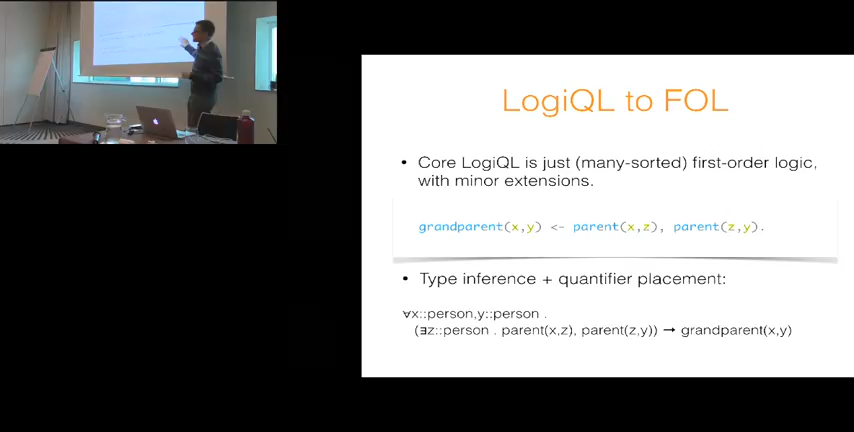 LogiQL to FOL
• Core LogiQL is just (many-sorted) first-order logic,
with minor extensions.
grandparent(x,y) <- parent(x,z), parent(z,y).
• Type inference + quantifier placement:
∀x::person,y::person .
(∃z::person . parent(x,z), parent(z,y)) → grandparent(x,y)